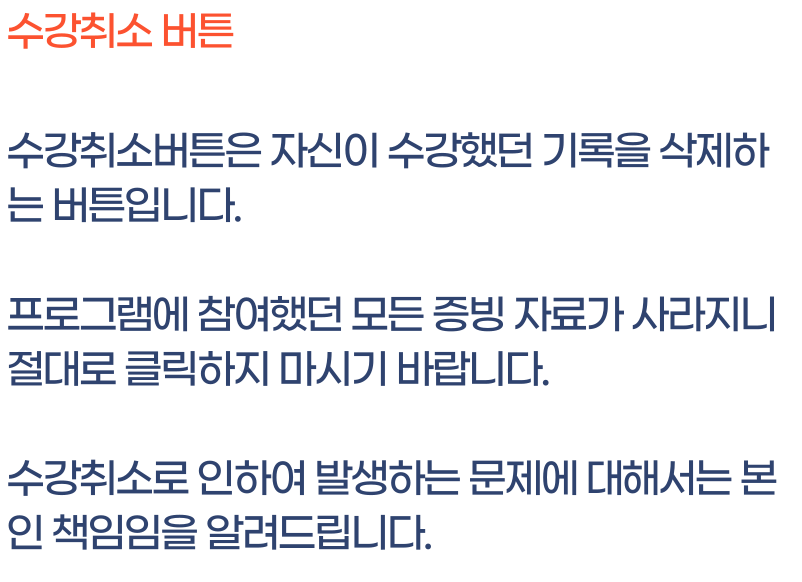 수강취소 버튼
수강취소버튼은 자신이 수강했던 기록을 삭제하
는 버튼입니다.
프로그램에 참여했던 모든 증빙 자료가 사라지니
절대로 클릭하지 마시기 바랍니다.
수강취소로 인하여 발생하는 문제에 대해서는 본
인 책임임을 알려드립니다.